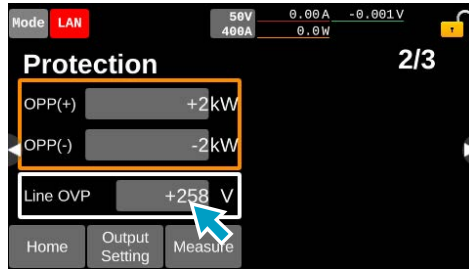 Mode LAN 50V 0.00A -0.001V
400A 0.0W
Protection 2/3
OPP(+) +2kW
OPP(-) -2kW
Line OVP +258 V
Home Output Setting Measure